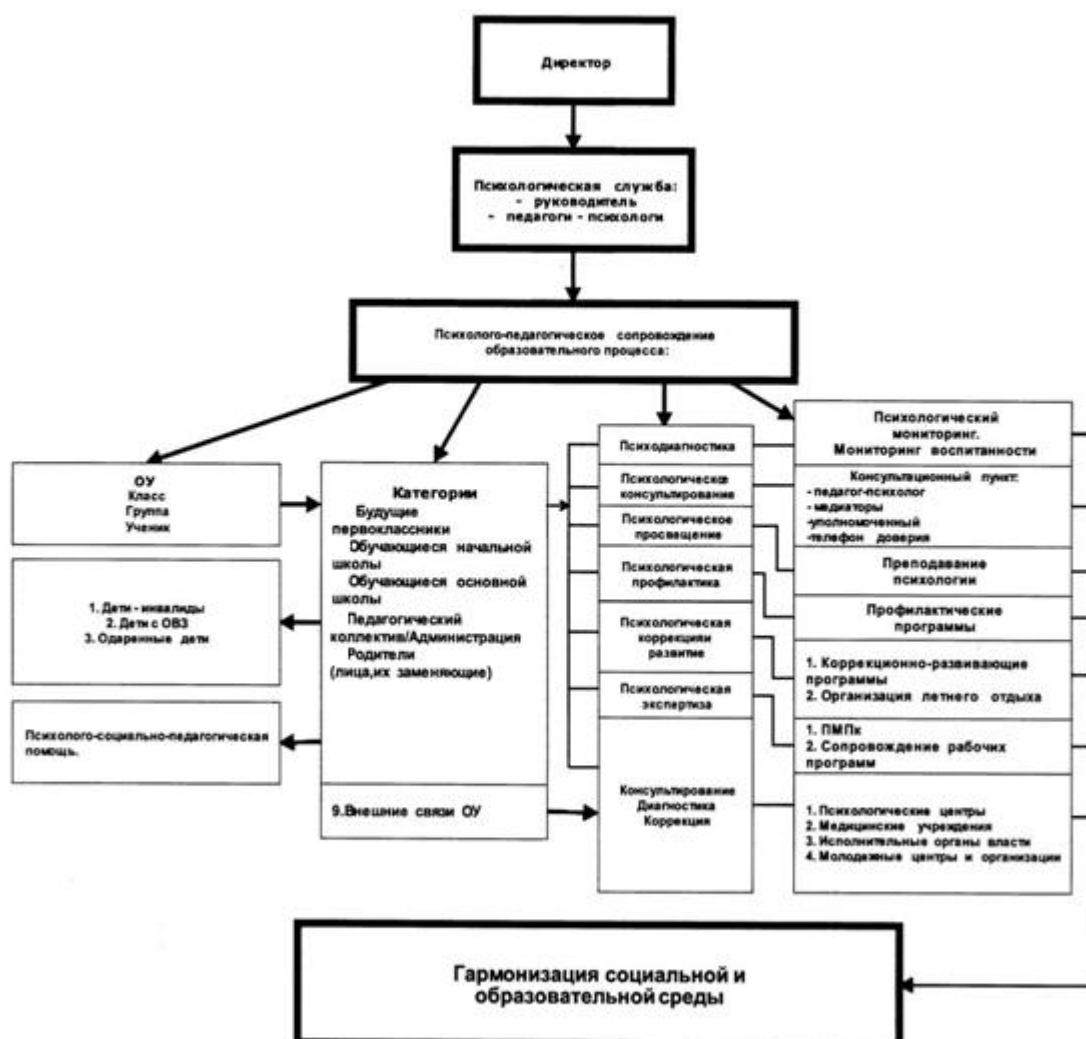 Директор
Психологическая служба:
- руководитель
- педагоги - психологи
Психолого-педагогическое сопровождение
образовательного процесса:
ОУ
Класс
Группа
Ученик
1. Дети - инвалиды
2. Дети с ОВЗ
3. Одаренные дети
Психолого-социально-педагогическая
помощь.
Категории
Будущие
первоклассники
Обучающиеся начальной
школы
Обучающиеся основной
школы
Педагогический
коллектив/Администрация
Родители
(лица,их заменяющие)
9.Внешние связи ОУ
Психодиагностика
Психологическое
консультирование
Психологическое
просвещение
Психологическая
профилактика
Психологическая
коррекцияи
развитие
Психологическая
экспертиза
Консультирование
Диагностика
Коррекция
Психологический
мониторинг.
Мониторинг воспитанности
Консультационный пункт:
- педагог-психолог
- медиаторы
-уполномоченный
-телефон доверия
Преподавание
психологии
Профилактические
программы
1. Коррекционно-развивающие
программы
2. Организация летнего отдыха
1. ПМПк
2. Сопровождение рабочих
программ
1. Психологические центры
2. Медицинские учреждения
3. Исполнительные органы власти
4. Молодежные центры и организации
Гармонизация социальной и
образовательной среды